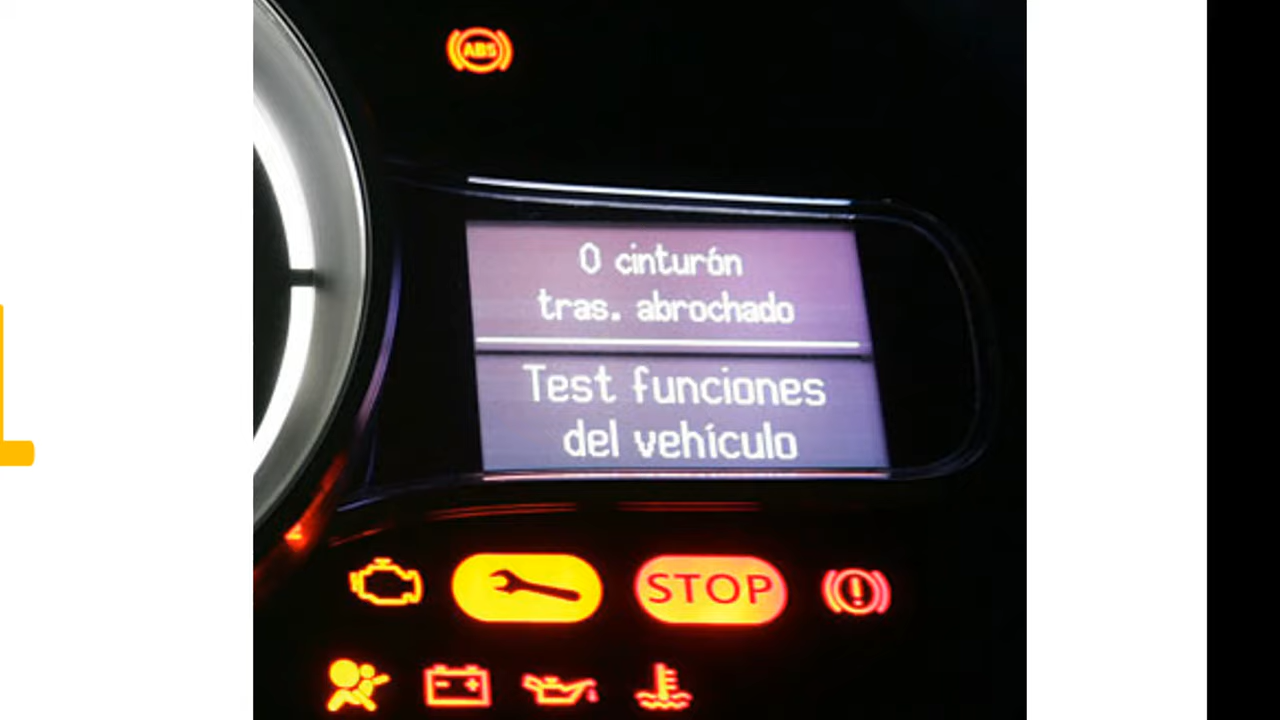 ABS
0 cinturón
tras. abrochado
Test funciones
del vehículo
STOP